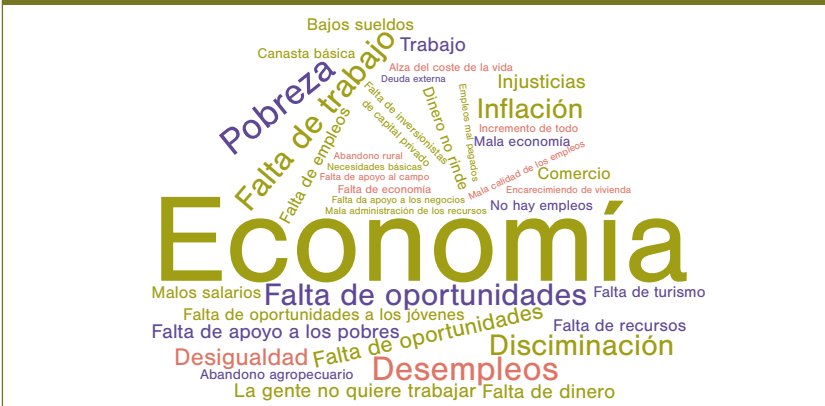 Bajos sueldos
Canasta básica
Trabajo
Pobreza
Falta de trabajo
Alza del coste de la vida
Deuda externa
Injusticias
Falta de inversionistas
de capital privado
Dinero no rinde
Empleos mal pagados
Inflación
Incremento de todo
Mala economía
Falta de empleos
Abandono rural
Necesidades básicas
Falta de apoyo al campo
Mala calidad de los empleos
Comercio
Falta de economía
Encarecimiento de vivienda
Falta da apoyo a los negocios
Mala administración de los recursos
No hay empleos
Economía
Malos salarios
Falta de oportunidades
Falta de turismo
Falta de oportunidades a los jóvenes
Falta de apoyo a los pobres
Falta de oportunidades
Falta de recursos
Desigualdad
Disciminación
Abandono agropecuario
Desempleos
La gente no quiere trabajar
Falta de dinero